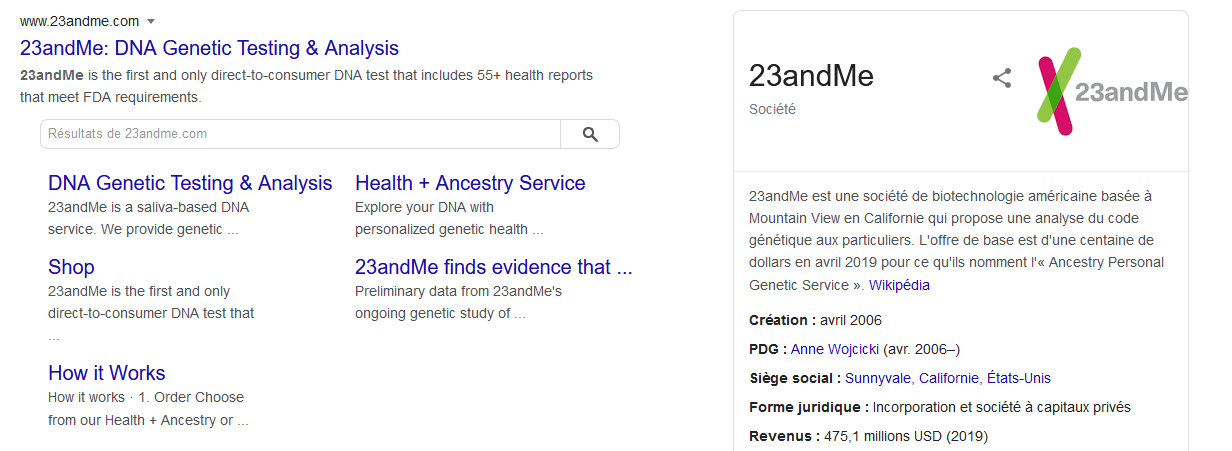 www.23andme.com
23andMe: DNA Genetic Testing & Analysis
23andMe is the first and only direct-to-consumer DNA test that includes 55+ health reports
that meet FDA requirements.
Résultats de 23andme.com
DNA Genetic Testing & Analysis
23andMe is a saliva-based DNA
service. We provide genetic ...
Health + Ancestry Service
Explore your DNA with
personalized genetic health ...
Shop
23andMe is the first and only
direct-to-consumer DNA test that
...
23andMe finds evidence that ...
Preliminary data from 23andMe's
ongoing genetic study of ...
How it Works
How it works · 1. Order Choose
from our Health + Ancestry or ...
23andMe
Société
23andMe
23andMe est une société de biotechnologie américaine basée à
Mountain View en Californie qui propose une analyse du code
génétique aux particuliers. L'offre de base est d'une centaine de
dollars en avril 2019 pour ce qu'ils nomment l'« Ancestry Personal
Genetic Service ». Wikipédia
Création : avril 2006
PDG : Anne Wojcicki (avr. 2006–)
Siège social : Sunnyvale, Californie, États-Unis
Forme juridique : Incorporation et société à capitaux privés
Revenus : 475,1 millions USD (2019)